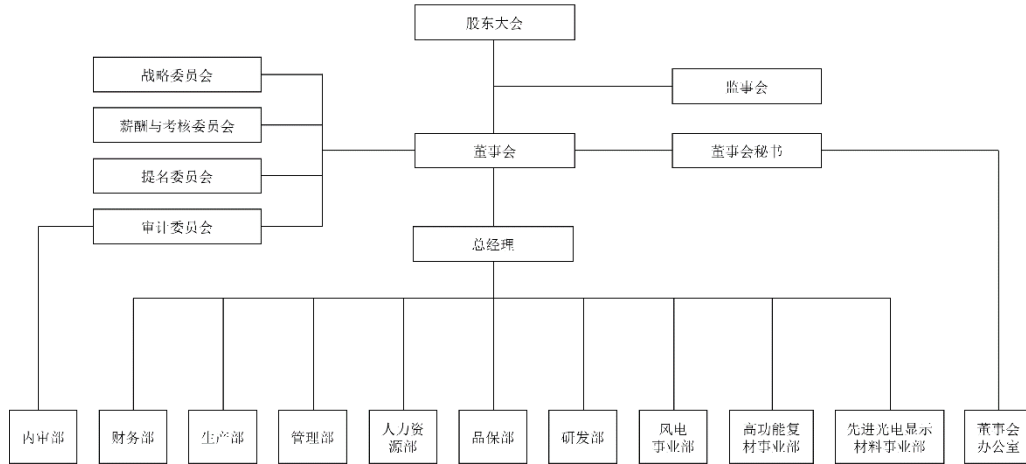 股东大会
战略委员会
监事会
薪酬与考核委员会
董事会
董事会秘书
提名委员会
审计委员会
总经理
内审部
财务部
生产部
管理部
人力资
源部
品保部
研发部
风电
事业部
高功能复
材事业部
先进光电显示
材料事业部
董事会
办公室